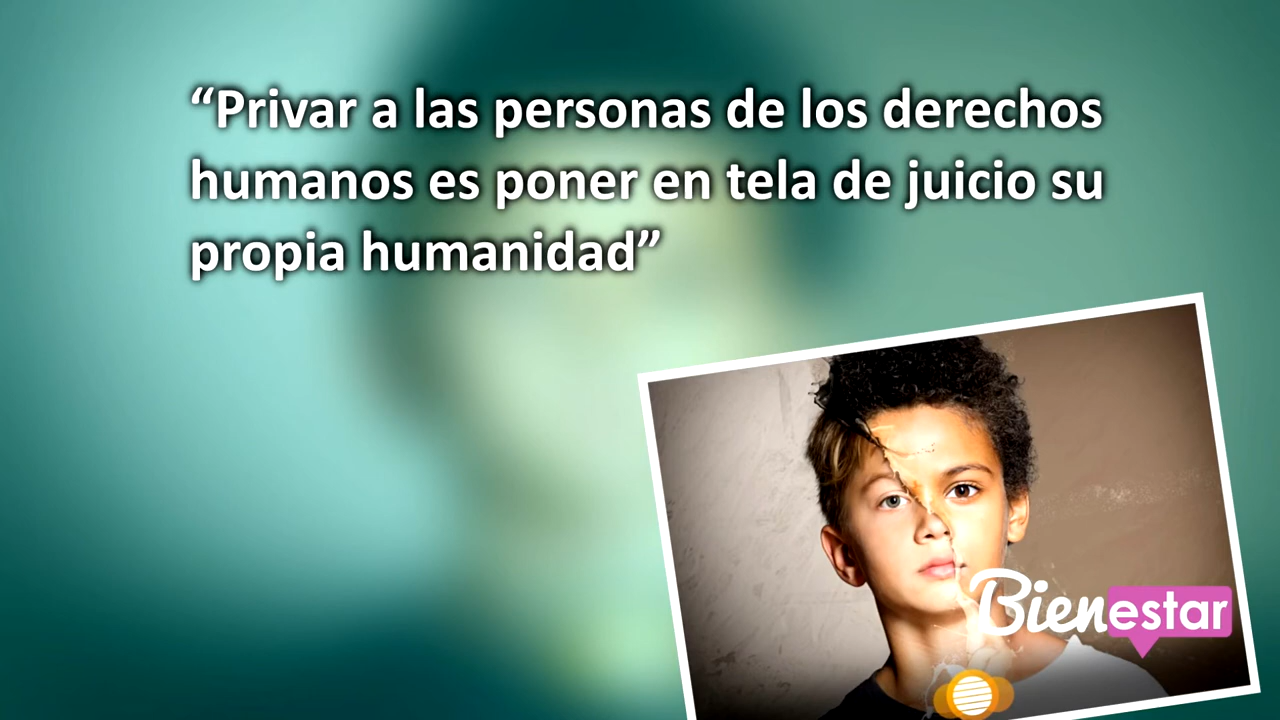 “Privar a las personas de los derechos
humanos es poner en tela de juicio su
propia humanidad”
Bienestar